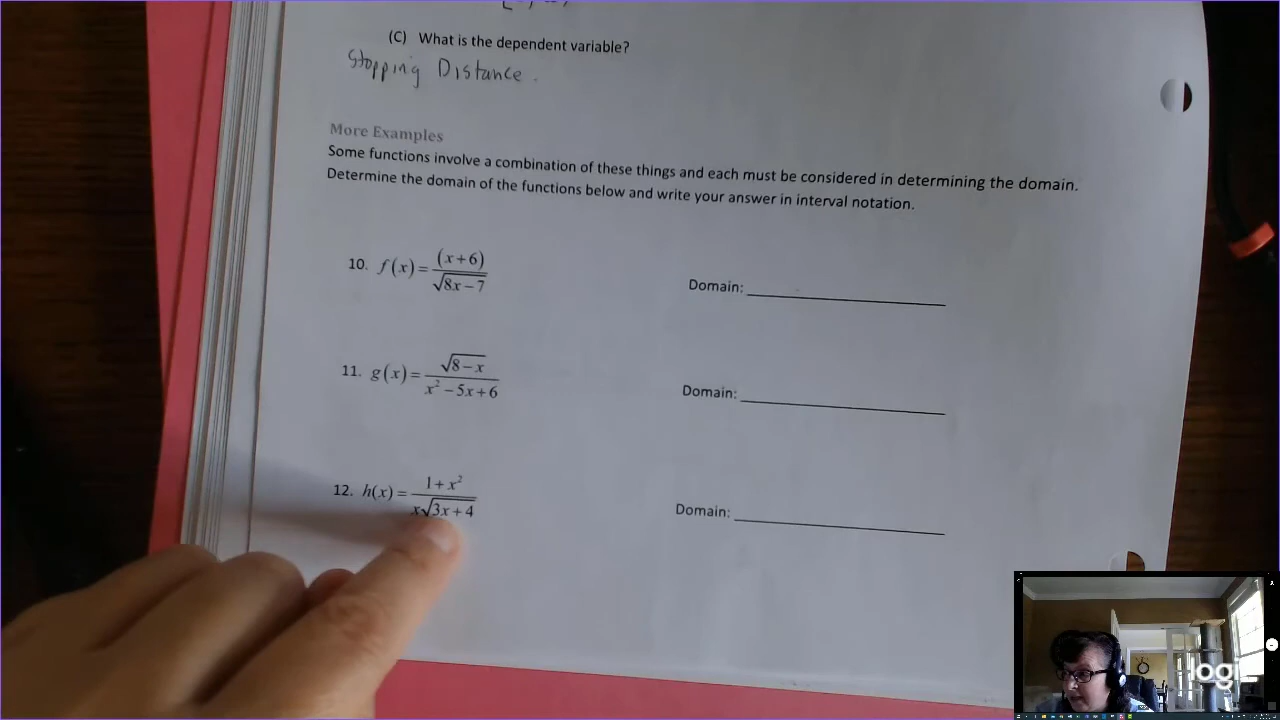 (C) What is the dependent variable?
Stopping Distance.
More Examples
Some functions involve a combination of these things and each must be considered in determining the domain.
Determine the domain of the functions below and write your answer in interval notation.
10. f(x)=(x+6)/√(8x−7) Domain:
11. g(x)=√(8−x)/(x²−5x+6) Domain:
12. h(x)=(1+x²)/(x√(3x+4)) Domain:
logi